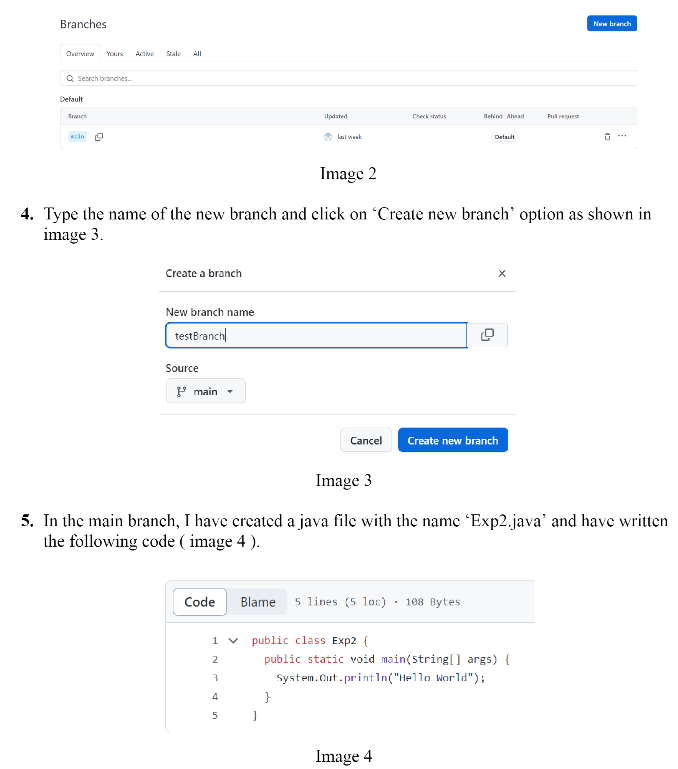 Branches
New branch
Overview Yours Active Stale All
Search branches...
Default
Branch Updated Check status Behind Ahead Pull request
main last week Default
Image 2
4. Type the name of the new branch and click on ‘Create new branch’ option as shown in
image 3.
Create a branch
New branch name
testBranch
Source
main
Cancel Create new branch
Image 3
5. In the main branch, I have created a java file with the name ‘Exp2.java’ and have written
the following code ( image 4 ).
Code Blame 5 lines (5 loc) · 108 Bytes
1 public class Exp2 {
2 public static void main(String[] args) {
3 System.Out.println("Hello World");
4 }
5 }
Image 4